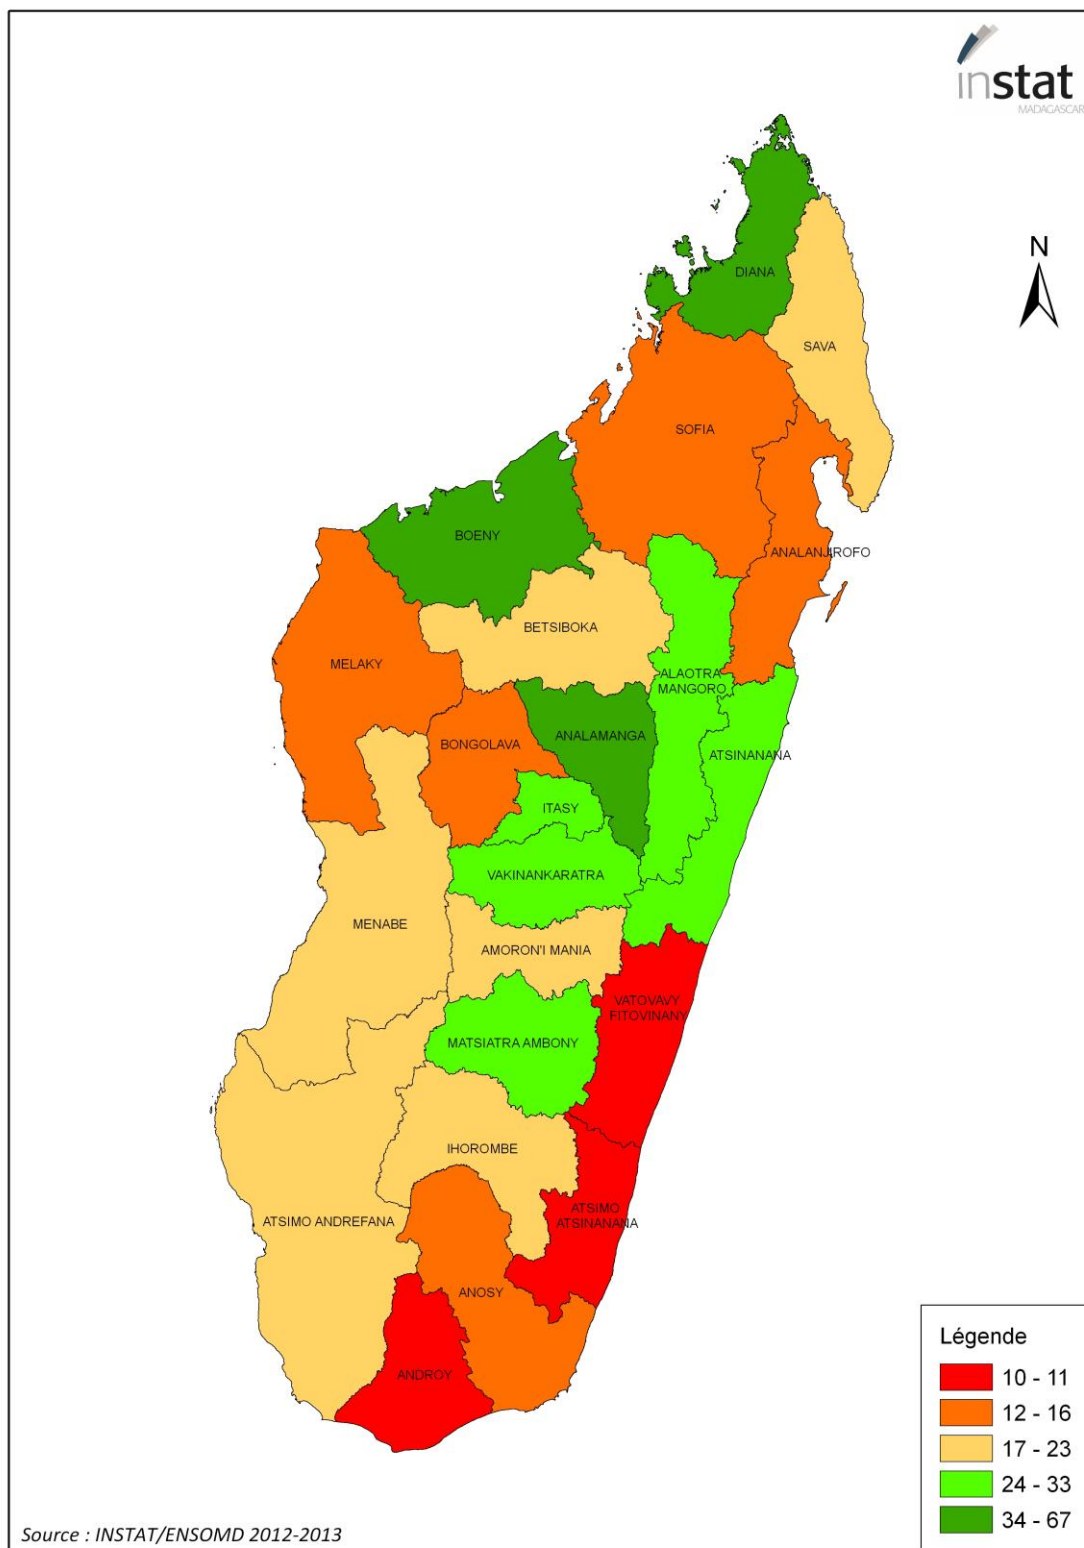 instat
MADAGASCAR
N
DIANA
SAVA
SOFIA
BOENY
ANALANJIROFO
BETSIBOKA
MELAKY
ALAOTRA
MANGORO
BONGOLAVA
ANALAMANGA
ATSINANANA
ITASY
VAKINANKARATRA
MENABE
AMORON'I MANIA
VATOVAVY
FITOVINANY
MATSIATRA AMBONY
IHOROMBE
ATSIMO
ATSINANANA
ATSIMO ANDREFANA
ANOSY
ANDROY
Légende
10 - 11
12 - 16
17 - 23
24 - 33
34 - 67
Source : INSTAT/ENSOMD 2012-2013